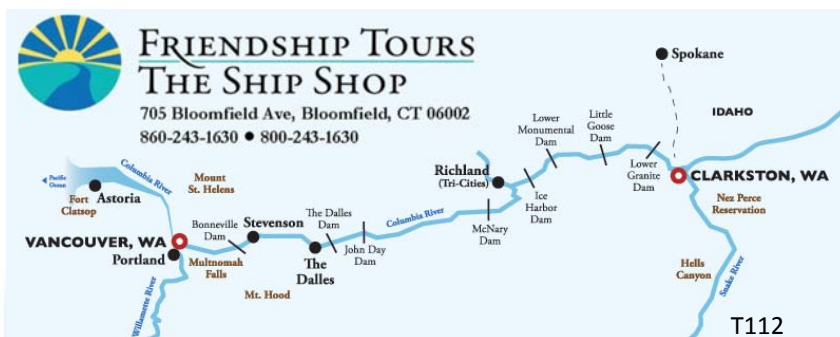 FRIENDSHIP TOURS
THE SHIP SHOP
705 Bloomfield Ave, Bloomfield, CT 06002
860-243-1630 • 800-243-1630
Spokane
IDAHO
Little
Goose
Dam
Lower
Monumental
Dam
Lower
Granite
Dam
CLARKSTON, WA
Nez Perce
Reservation
Hells
Canyon
Snake River
Richland
(Tri-Cities)
Ice
Harbor
Dam
McNary
Dam
Columbia River
John Day
Dam
The Dalles
Dam
The
Dalles
Stevenson
Bonneville
Dam
Multnomah
Falls
Mt. Hood
Mount
St. Helens
Columbia River
Pacific
Ocean
Fort
Clatsop
Astoria
VANCOUVER, WA
Portland
Willamette River
T112